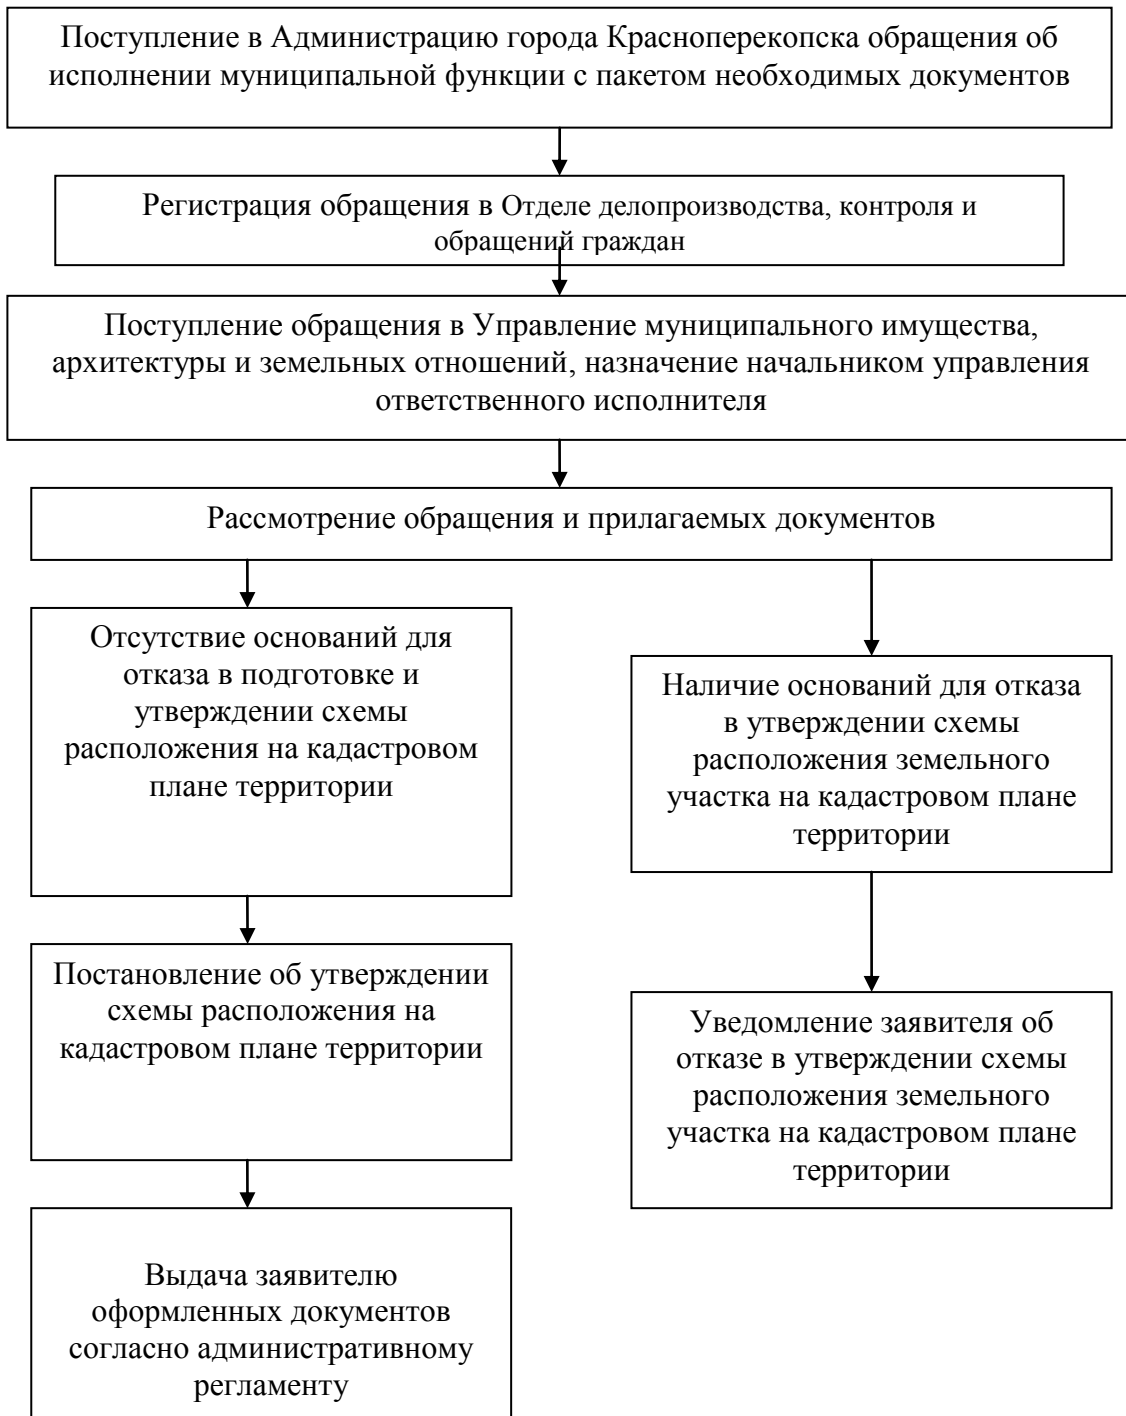 Поступление в Администрацию города Красноперекопска обращения об
исполнении муниципальной функции с пакетом необходимых документов
Регистрация обращения в Отделе делопроизводства, контроля и
обращений граждан
Поступление обращения в Управление муниципального имущества,
архитектуры и земельных отношений, назначение начальником управления
ответственного исполнителя
Рассмотрение обращения и прилагаемых документов
Отсутствие оснований для
отказа в подготовке и
утверждении схемы
расположения на кадастровом
плане территории
Наличие оснований для отказа
в утверждении схемы
расположения земельного
участка на кадастровом плане
территории
Постановление об утверждении
схемы расположения на
кадастровом плане территории
Уведомление заявителя об
отказе в утверждении схемы
расположения земельного
участка на кадастровом плане
территории
Выдача заявителю
оформленных документов
согласно административному
регламенту